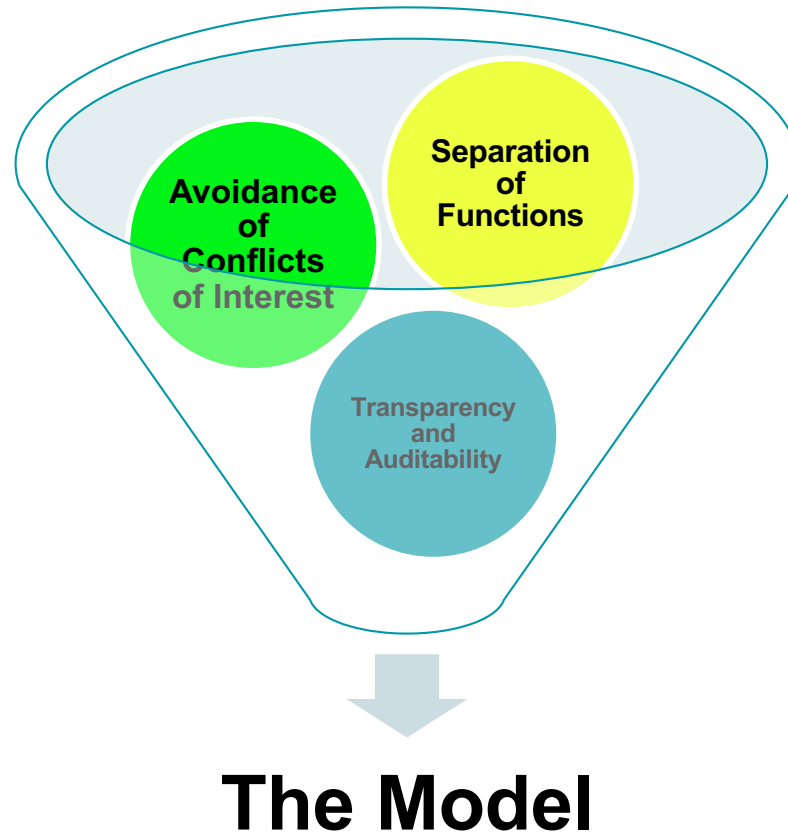 Avoidance
of
Conflicts
of Interest
Separation
of
Functions
Transparency
and
Auditability
The Model